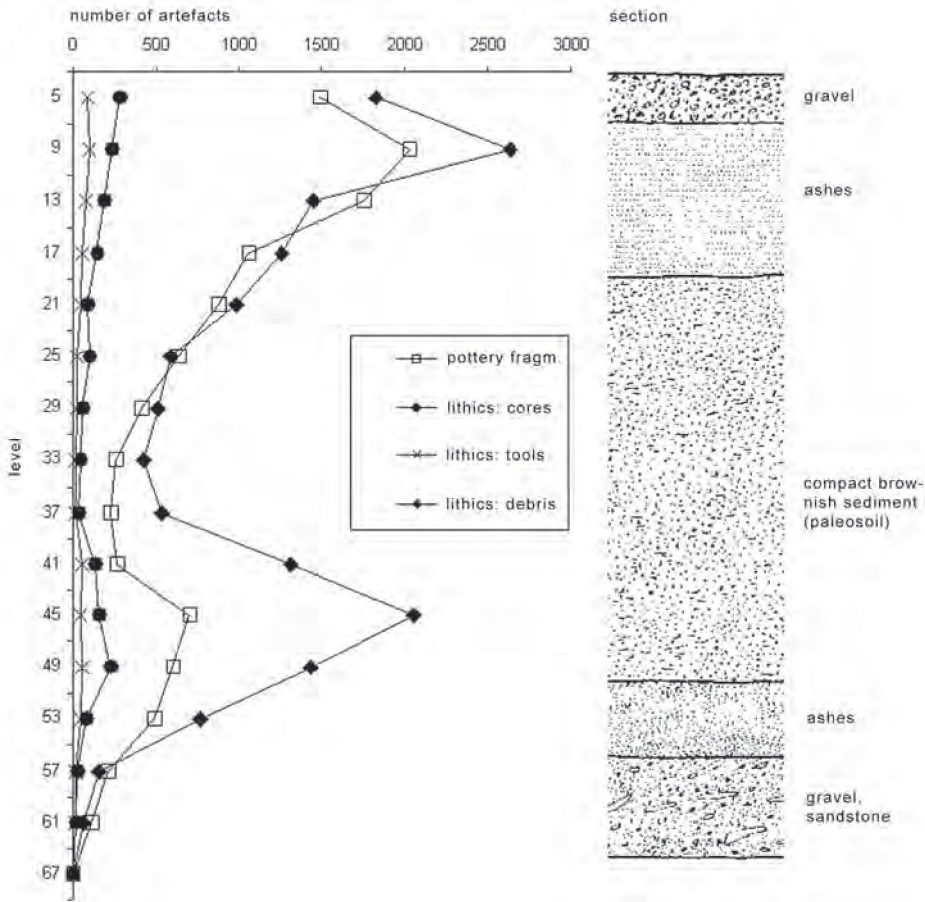 number of artefacts
section
0 500 1000 1500 2000 2500 3000
5
9
13
17
21
25
29
33
37
41
45
49
53
57
61
67
level
pottery fragm.
lithics: cores
lithics: tools
lithics: debris
gravel
ashes
compact brow-
nish sediment
(paleosoil)
ashes
gravel,
sandstone